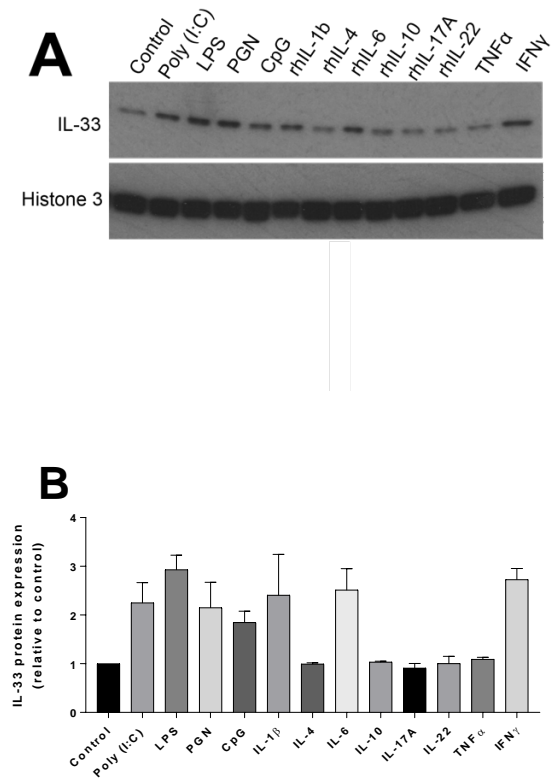 A
Control
Poly (I:C)
LPS
PGN
CpG
rhIL-1b
rhIL-4
rhIL-6
rhIL-10
rhIL-17A
rhIL-22
TNFα
IFNγ
IL-33
Histone 3
B
IL-33 protein expression
(relative to control)
4
3
2
1
0
Control
Poly (I:C)
LPS
PGN
CpG
IL-1β
IL-4
IL-6
IL-10
IL-17A
IL-22
TNFα
IFNγ